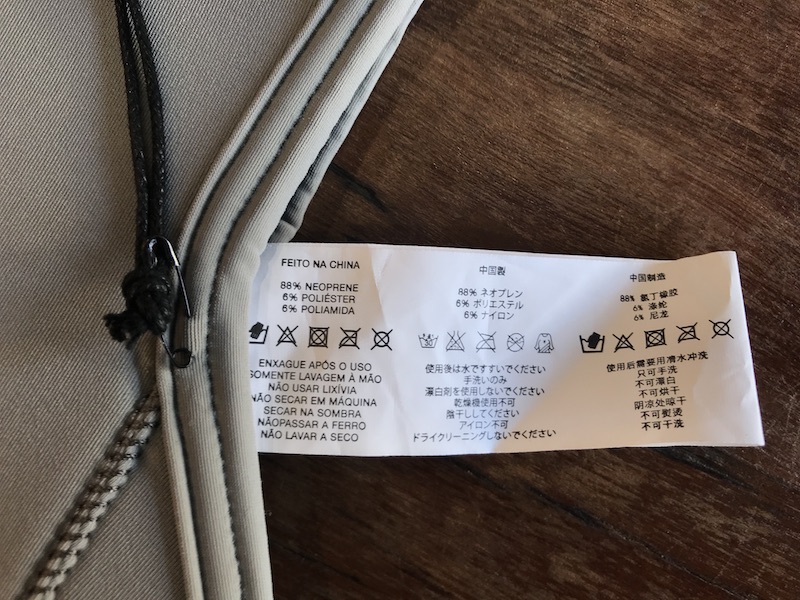 FEITO NA CHINA
88% NEOPRENE
6% POLIÉSTER
6% POLIAMIDA
ENXAGUE APÓS O USO
SOMENTE LAVAGEM À MÃO
NÃO USAR LIXÍVIA
NÃO SECAR EM MÁQUINA
SECAR NA SOMBRA
NÃOPASSAR A FERRO
NÃO LAVAR A SECO
中国製
88% ネオプレン
6% ポリエステル
6% ナイロン
使用後は水ですすいでください
手洗いのみ
漂白剤を使用しないでください
乾燥機使用不可
陰干ししてください
アイロン不可
ドライクリーニングしないでください
中国制造
88% 氯丁橡胶
6% 涤纶
6% 尼龙
使用后需要用清水冲洗
只可手洗
不可漂白
不可烘干
阴凉处晾干
不可熨烫
不可干洗